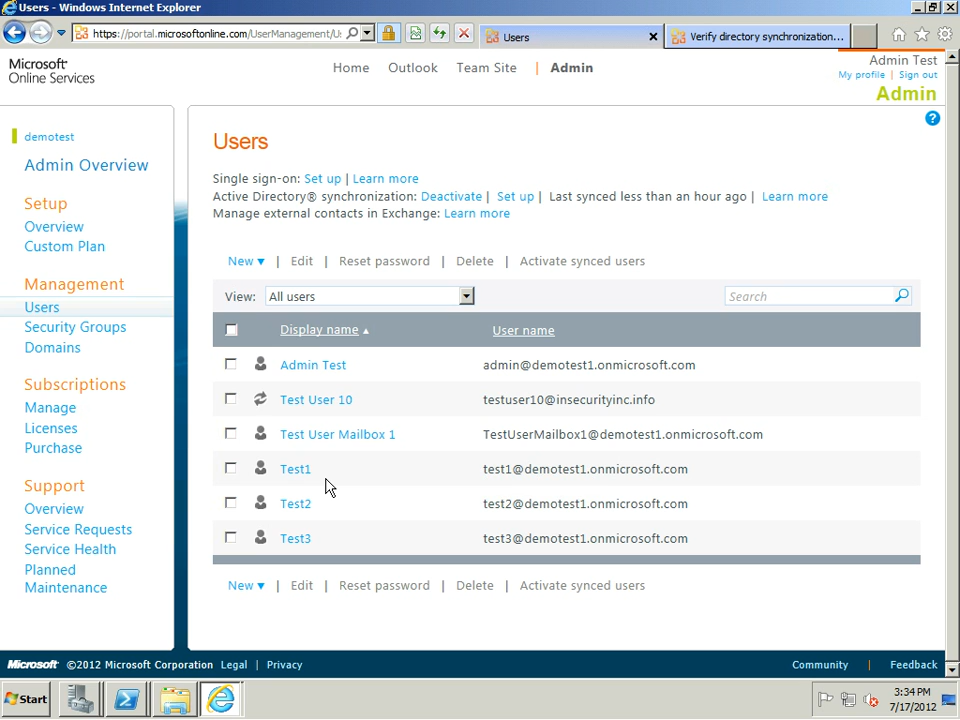 Users - Windows Internet Explorer
https://portal.microsoftonline.com/UserManagement/U
Users
Verify directory synchronization...
Microsoft
Online Services
Home
Outlook
Team Site
|
Admin
Admin Test
My profile | Sign out
Admin
demotest
Admin Overview
Setup
Overview
Custom Plan
Management
Users
Security Groups
Domains
Subscriptions
Manage
Licenses
Purchase
Support
Overview
Service Requests
Service Health
Planned
Maintenance
Users
Single sign-on: Set up | Learn more
Active Directory® synchronization: Deactivate | Set up | Last synced less than an hour ago | Learn more
Manage external contacts in Exchange: Learn more
New | Edit | Reset password | Delete | Activate synced users
View: All users
Search
Display name User name
Admin Test admin@demotest1.onmicrosoft.com
Test User 10 testuser10@insecurityinc.info
Test User Mailbox 1 TestUserMailbox1@demotest1.onmicrosoft.com
Test1 test1@demotest1.onmicrosoft.com
Test2 test2@demotest1.onmicrosoft.com
Test3 test3@demotest1.onmicrosoft.com
New | Edit | Reset password | Delete | Activate synced users
Microsoft ©2012 Microsoft Corporation Legal | Privacy
Community | Feedback
Start
3:34 PM
7/17/2012